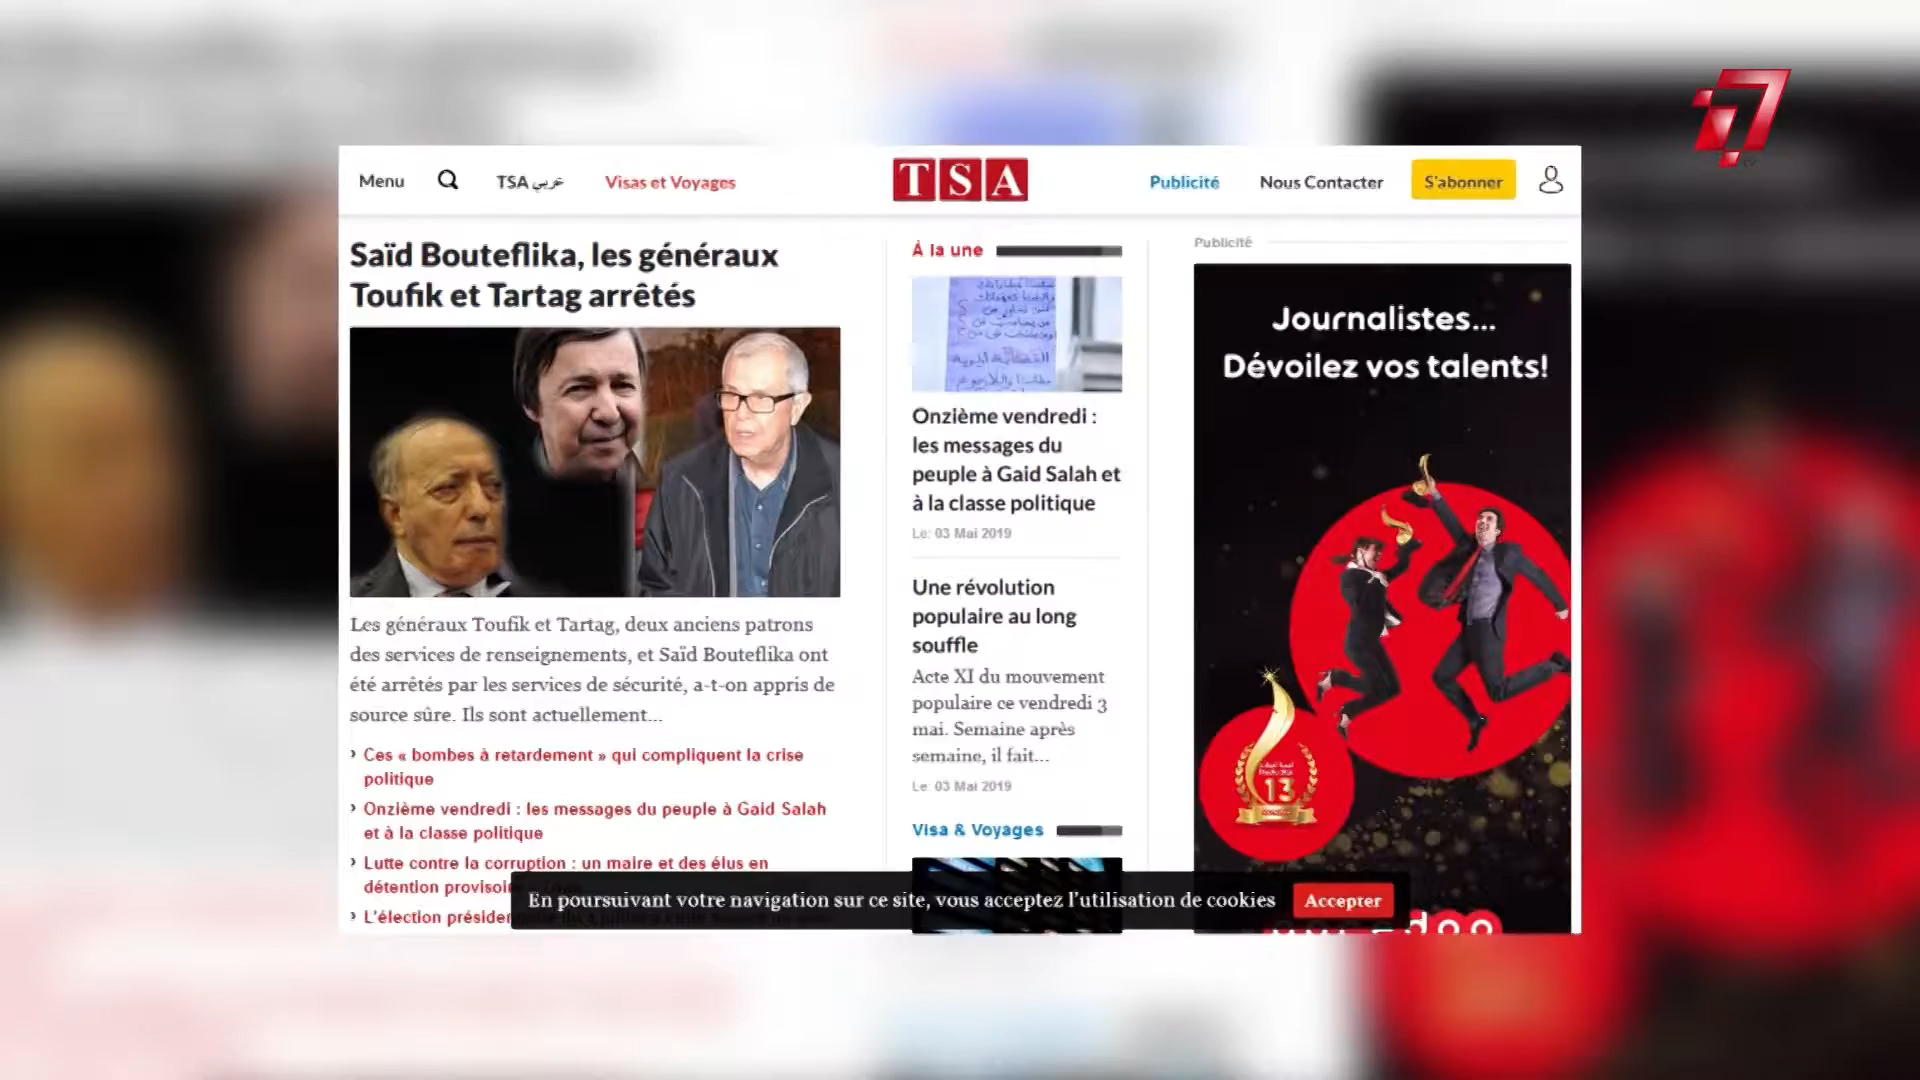 Menu
TSA عربي
Visas et Voyages
TSA
Publicité
Nous Contacter
S'abonner
Saïd Bouteflika, les généraux
Toufik et Tartag arrêtés
Les généraux Toufik et Tartag, deux anciens patrons
des services de renseignements, et Saïd Bouteflika ont
été arrêtés par les services de sécurité, a-t-on appris de
source sûre. Ils sont actuellement...
Ces « bombes à retardement » qui compliquent la crise
politique
Onzième vendredi : les messages du peuple à Gaid Salah
et à la classe politique
Lutte contre la corruption : un maire et des élus en
détention
L'élection
À la une
Onzième vendredi :
les messages du
peuple à Gaid Salah et
à la classe politique
Le: 03 Mai 2019
Une révolution
populaire au long
souffle
Acte XI du mouvement
populaire ce vendredi 3
mai. Semaine après
semaine, il fait...
Le: 03 Mai 2019
Visa & Voyages
Publicité
Journalistes...
Dévoilez vos talents!
13
En poursuivant votre navigation sur ce site, vous acceptez l'utilisation de cookies
Accepter